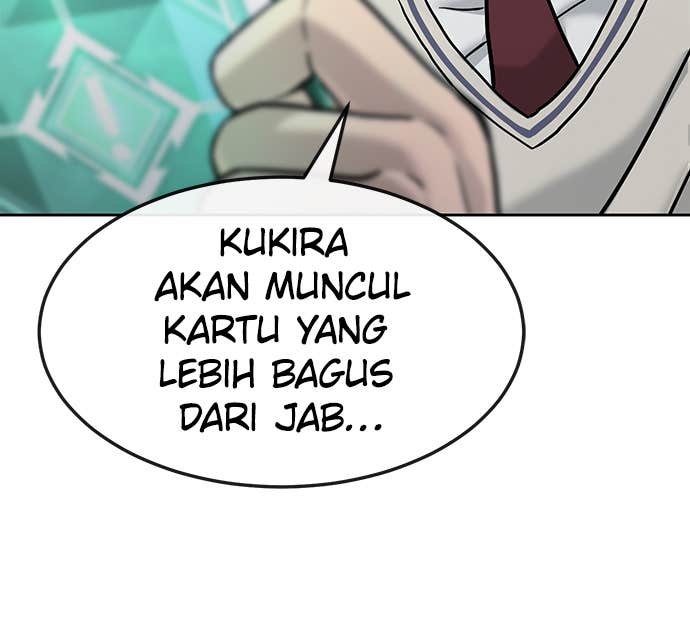 KUKIRA
AKAN MUNCUL
KARTU YANG
LEBIH BAGUS
DARI JAB...